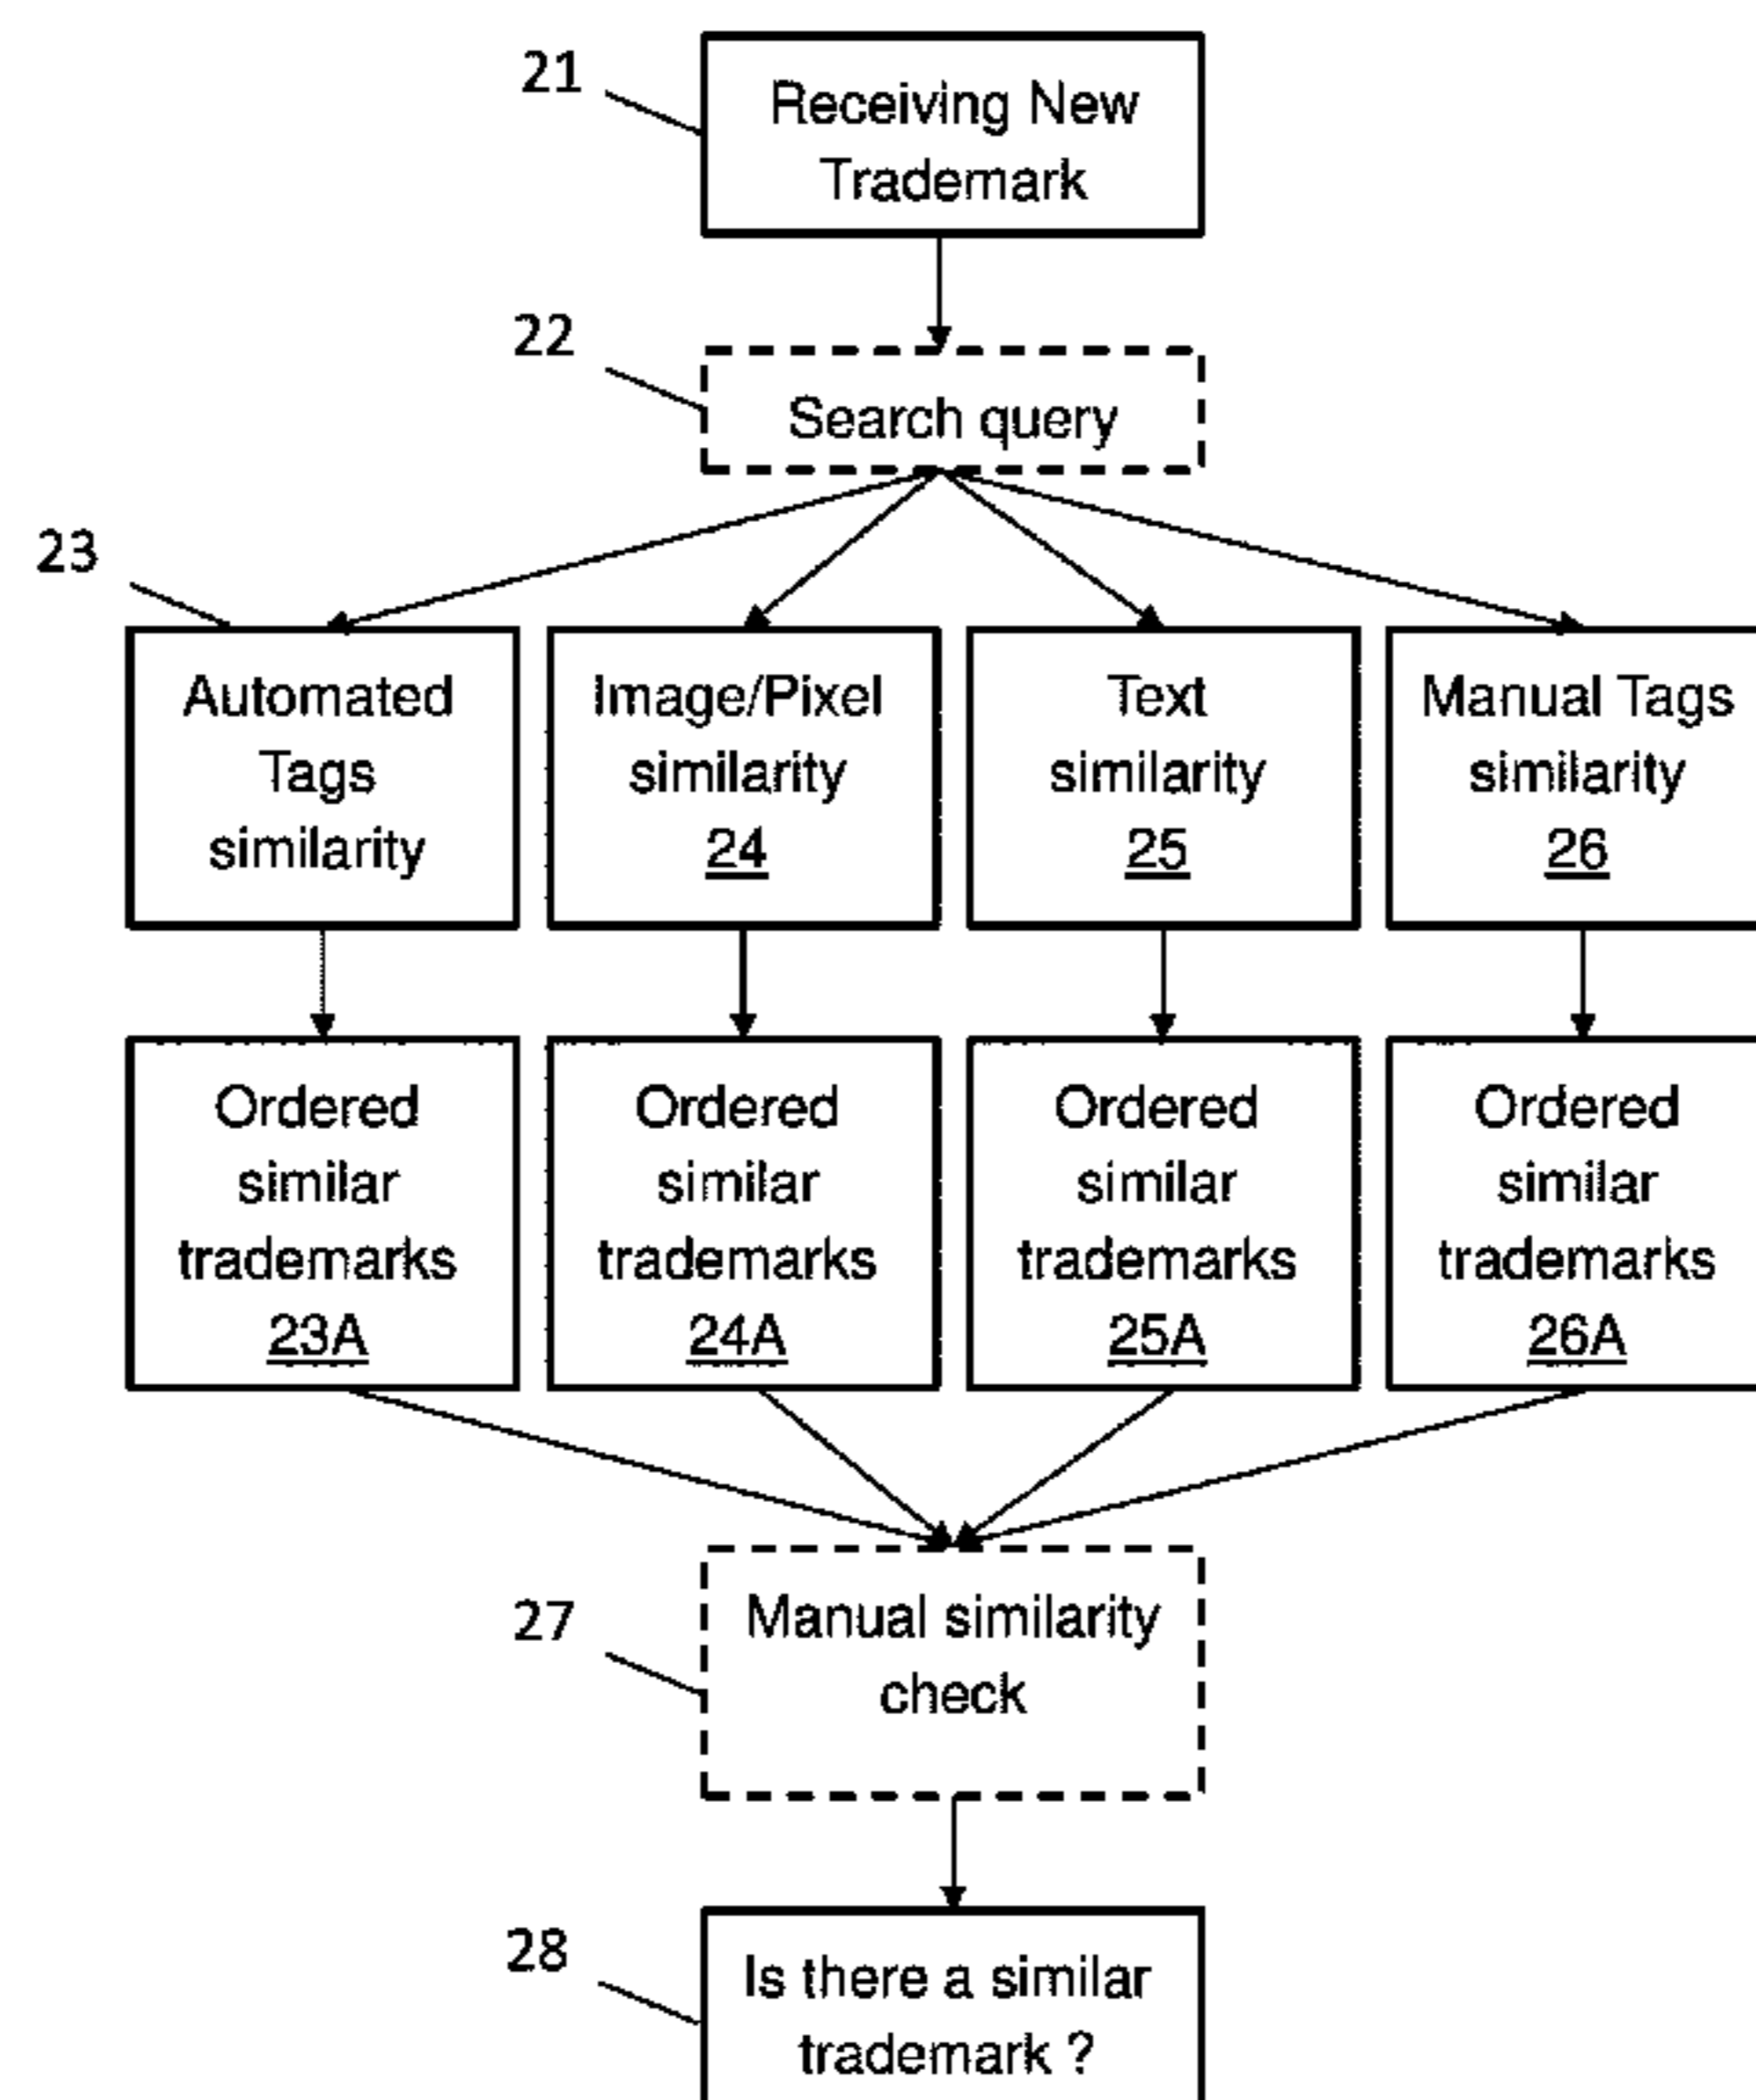 21
Receiving New
Trademark
22
Search query
23
Automated
Tags
similarity
Image/Pixel
similarity
24
Text
similarity
25
Manual Tags
similarity
26
Ordered
similar
trademarks
23A
Ordered
similar
trademarks
24A
Ordered
similar
trademarks
25A
Ordered
similar
trademarks
26A
27
Manual similarity
check
28
Is there a similar
trademark ?